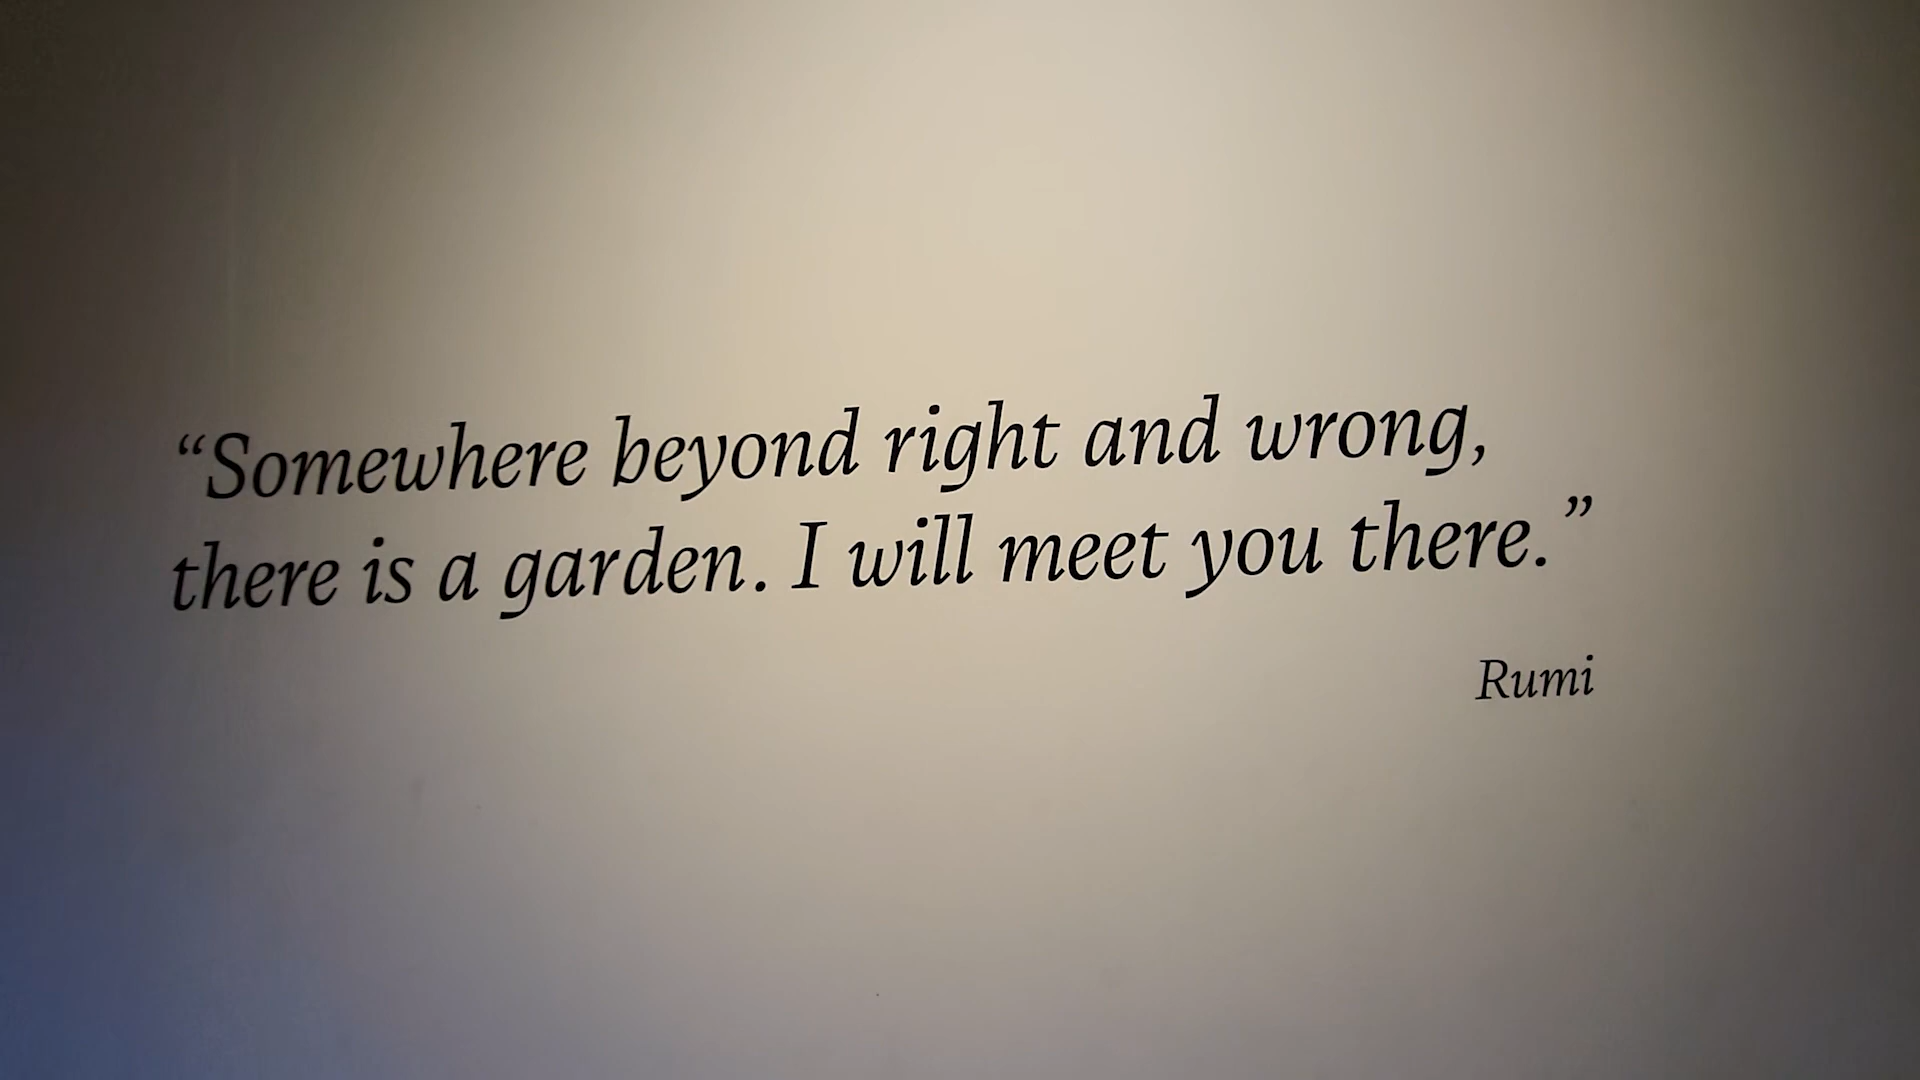 “Somewhere beyond right and wrong,
there is a garden. I will meet you there.”
Rumi